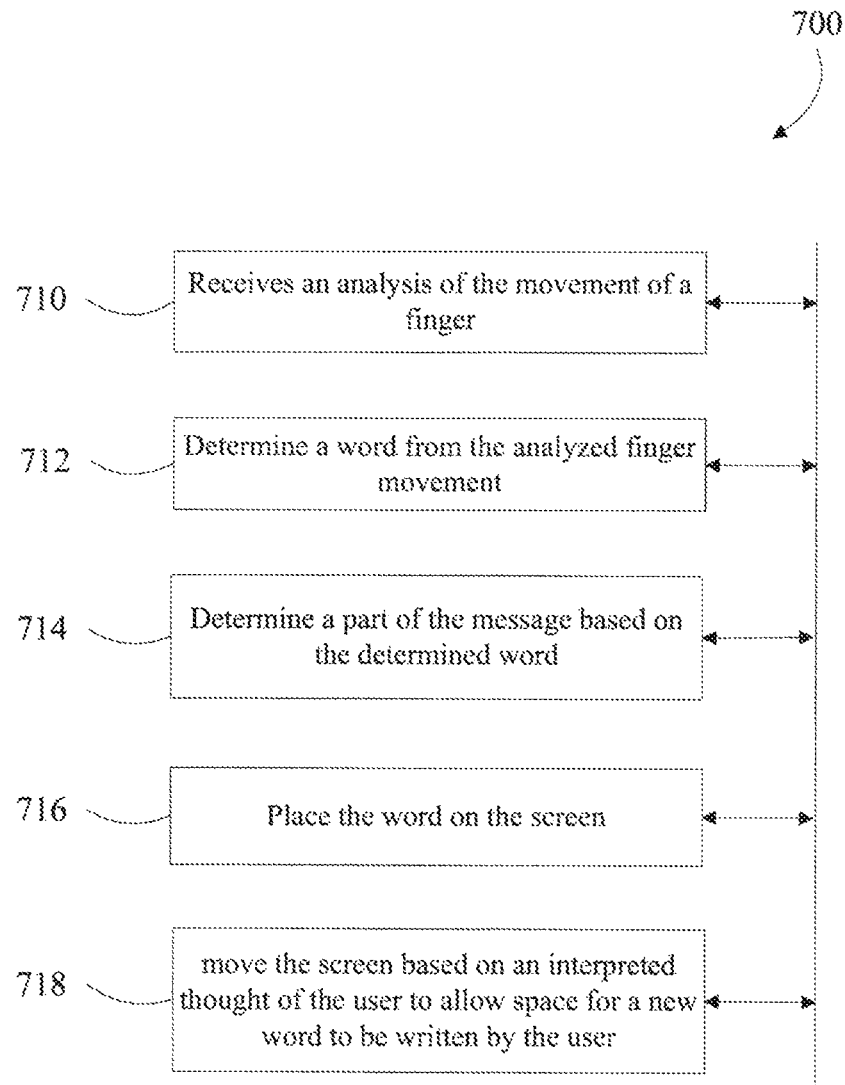 700
710
Receives an analysis of the movement of a
finger
712
Determine a word from the analyzed finger
movement
714
Determine a part of the message based on
the determined word
716
Place the word on the screen
718
move the screen based on an interpreted
thought of the user to allow space for a new
word to be written by the user